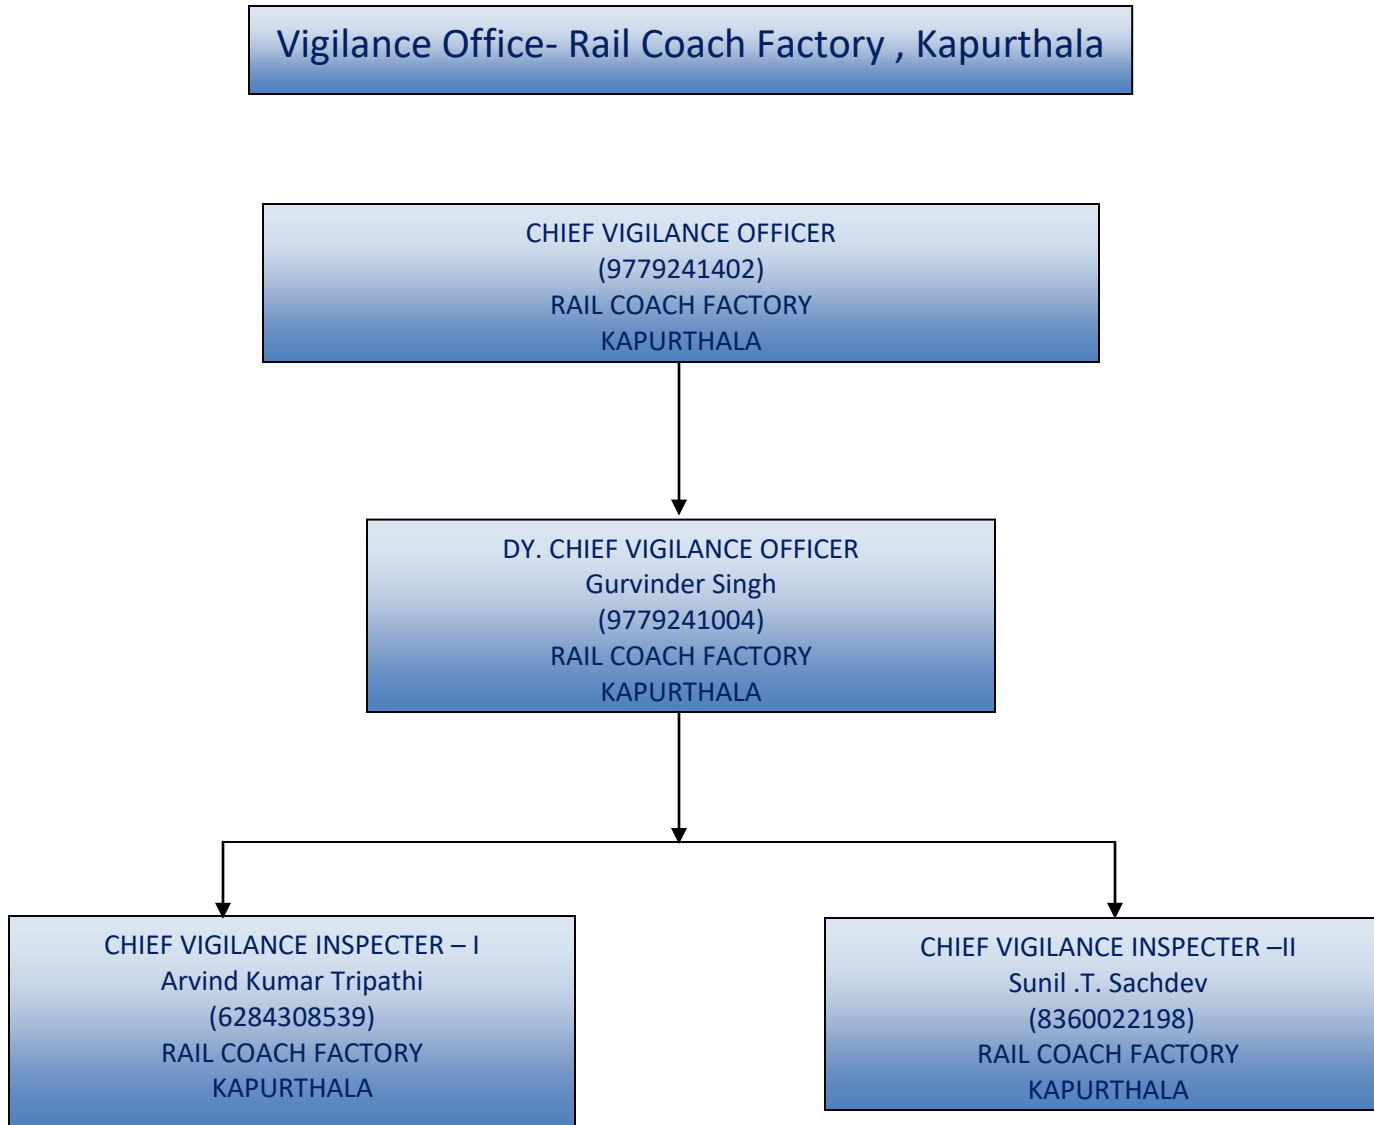 Vigilance Office- Rail Coach Factory , Kapurthala
CHIEF VIGILANCE OFFICER
(9779241402)
RAIL COACH FACTORY
KAPURTHALA
DY. CHIEF VIGILANCE OFFICER
Gurvinder Singh
(9779241004)
RAIL COACH FACTORY
KAPURTHALA
CHIEF VIGILANCE INSPECTER – I
Arvind Kumar Tripathi
(6284308539)
RAIL COACH FACTORY
KAPURTHALA
CHIEF VIGILANCE INSPECTER –II
Sunil .T. Sachdev
(8360022198)
RAIL COACH FACTORY
KAPURTHALA